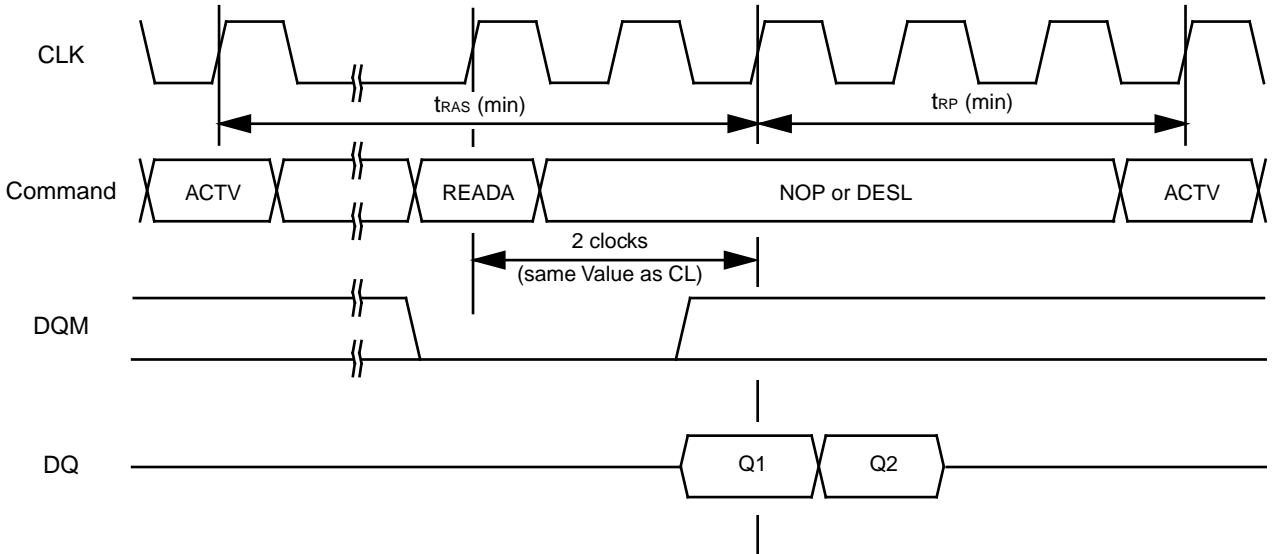 CLK
tRAS (min)
tRP (min)
Command
ACTV
READA
NOP or DESL
ACTV
2 clocks
(same Value as CL)
DQM
DQ
Q1
Q2